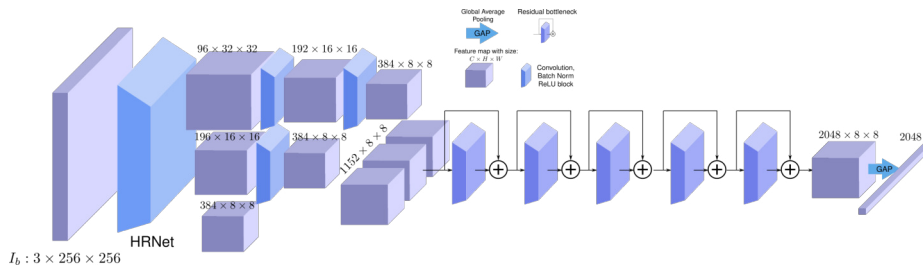 Global Average
Pooling
GAP
Residual bottleneck
Feature map with size:
C × H × W
Convolution,
Batch Norm
ReLU block
96 × 32 × 32
192 × 16 × 16
384 × 8 × 8
196 × 16 × 16
384 × 8 × 8
384 × 8 × 8
1152 × 8 × 8
2048 × 8 × 8
GAP
2048
HRNet
I_b : 3 × 256 × 256